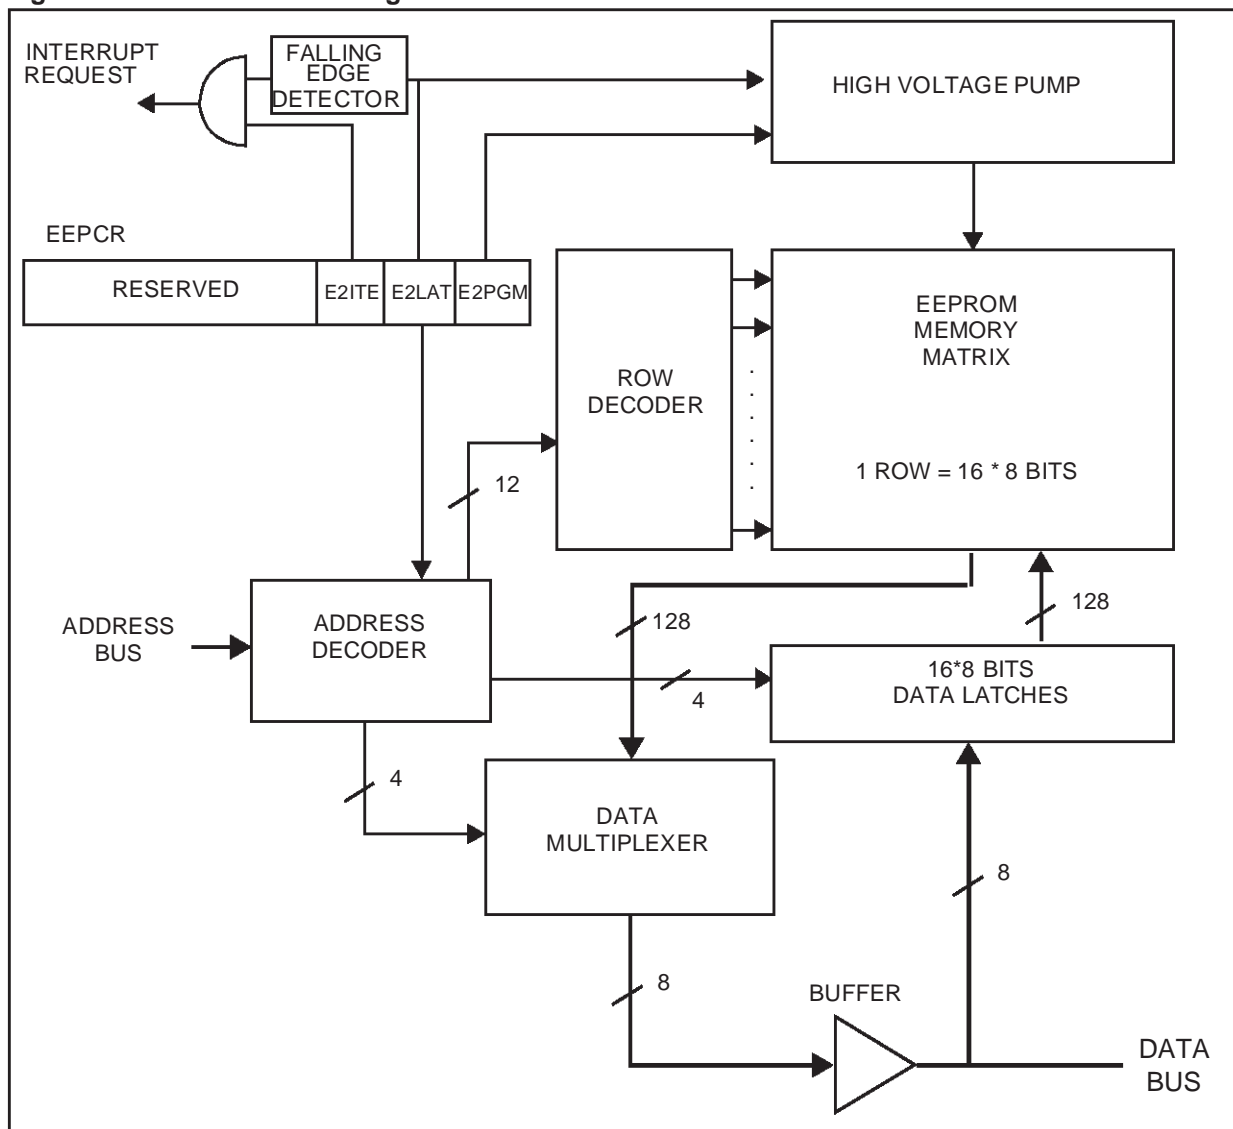 INTERRUPT
REQUEST
FALLING
EDGE
DETECTOR
HIGH VOLTAGE PUMP
EEPCR
RESERVED
E2ITE
E2LAT
E2PGM
ROW
DECODER
EEPROM
MEMORY
MATRIX
1 ROW = 16 * 8 BITS
12
ADDRESS
BUS
ADDRESS
DECODER
128
128
4
16*8 BITS
DATA LATCHES
4
DATA
MULTIPLEXER
8
8
BUFFER
DATA
BUS